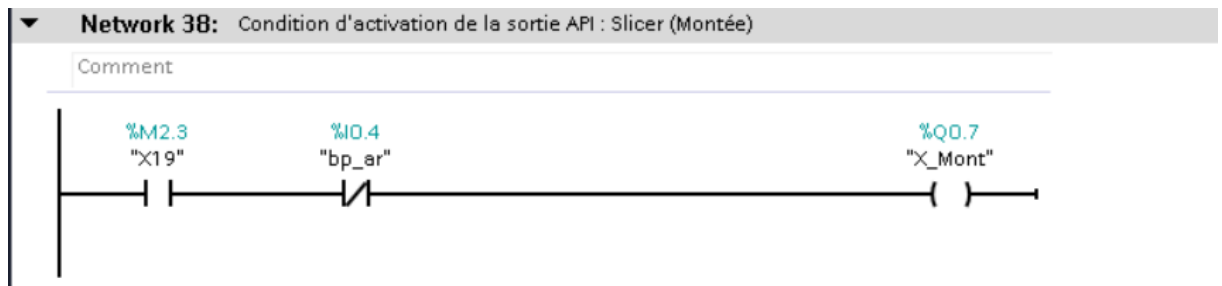 Network 38: Condition d'activation de la sortie API : Slicer (Montée)
Comment
%M2.3 %I0.4 %Q0.7
"X19" "bp_ar" "X_Mont"